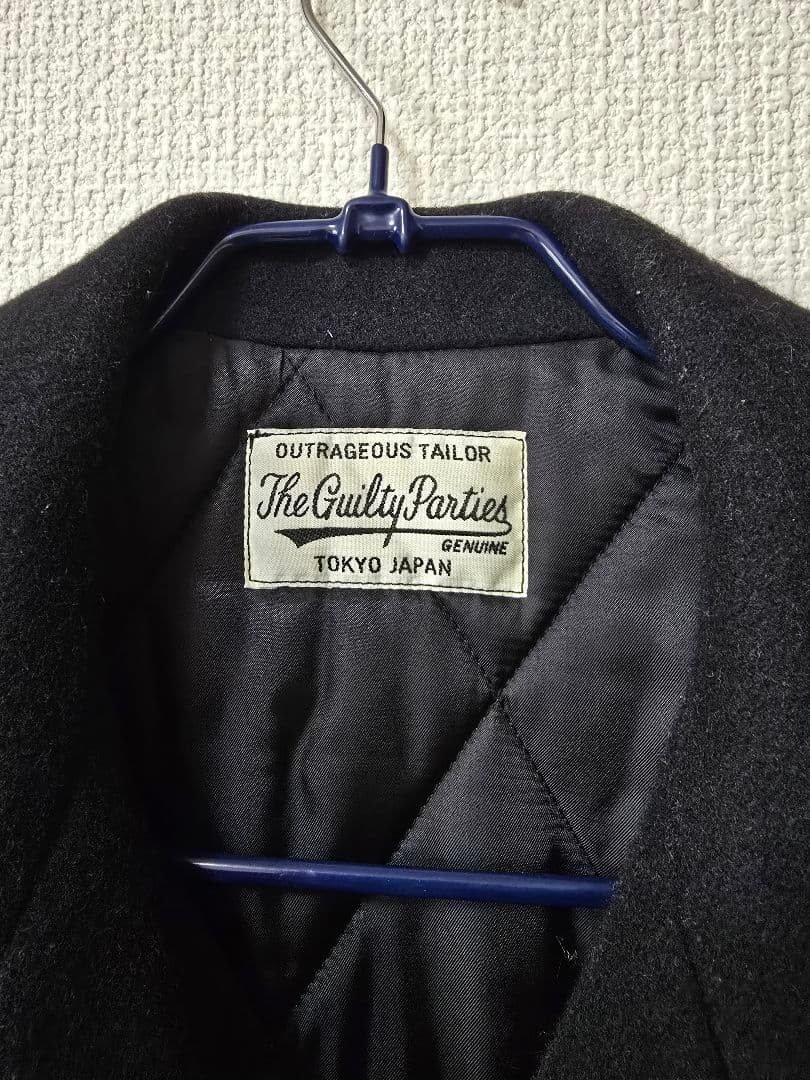 OUTRAGEOUS TAILOR
The Guilty Parties
GENUINE
TOKYO JAPAN